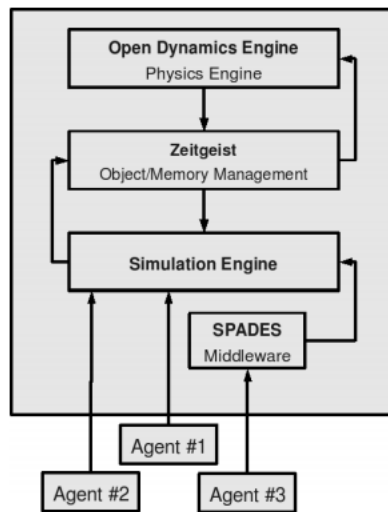 Open Dynamics Engine
Physics Engine
Zeitgeist
Object/Memory Management
Simulation Engine
SPADES
Middleware
Agent #1
Agent #2
Agent #3